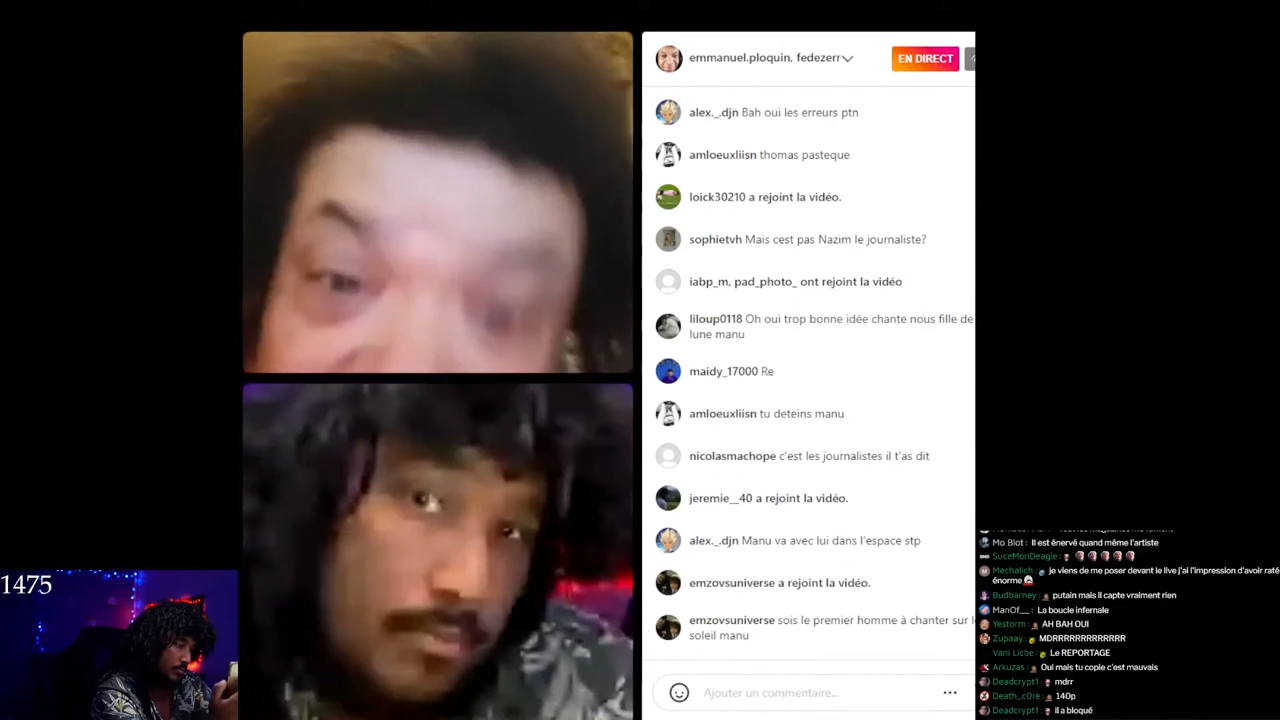 emmanuel.ploquin, fedezerr
EN DIRECT
alex._.djn Bah oui les erreurs ptn
amloeuxliisn thomas pasteque
loick30210 a rejoint la vidéo.
sophietvh Mais cest pas Nazim le journaliste?
iabp_m, pad_photo_ ont rejoint la vidéo
liloup0118 Oh oui trop bonne idée chante nous fille de
lune manu
maidy_17000 Re
amloeuxliisn tu deteins manu
nicolasmachope c'est les journalistes il t'as dit
jeremie__40 a rejoint la vidéo.
alex._.djn Manu va avec lui dans l'espace stp
emzovsuniverse a rejoint la vidéo.
emzovsuniverse sois le premier homme à chanter sur
soleil manu
Ajouter un commentaire...
1475
Mo Blot : Il est énervé quand même l'artiste
SuceMonDeagle :
Mechalich : je viens de me poser devant le live j'ai l'impression d'avoir raté
énorme
Budbarney : putain mais il capte vraiment rien
ManOf__ : La boucle infernale
Yestorm : AH BAH OUI
Zupaay : MDRRRRRRRRRRRR
Vani Licbe : Le REPORTAGE
Arkuzas : Oui mais tu copie c'est mauvais
Deadcrypt1 : mdrr
Death_c0re : 140p
Deadcrypt1 : il a bloqué